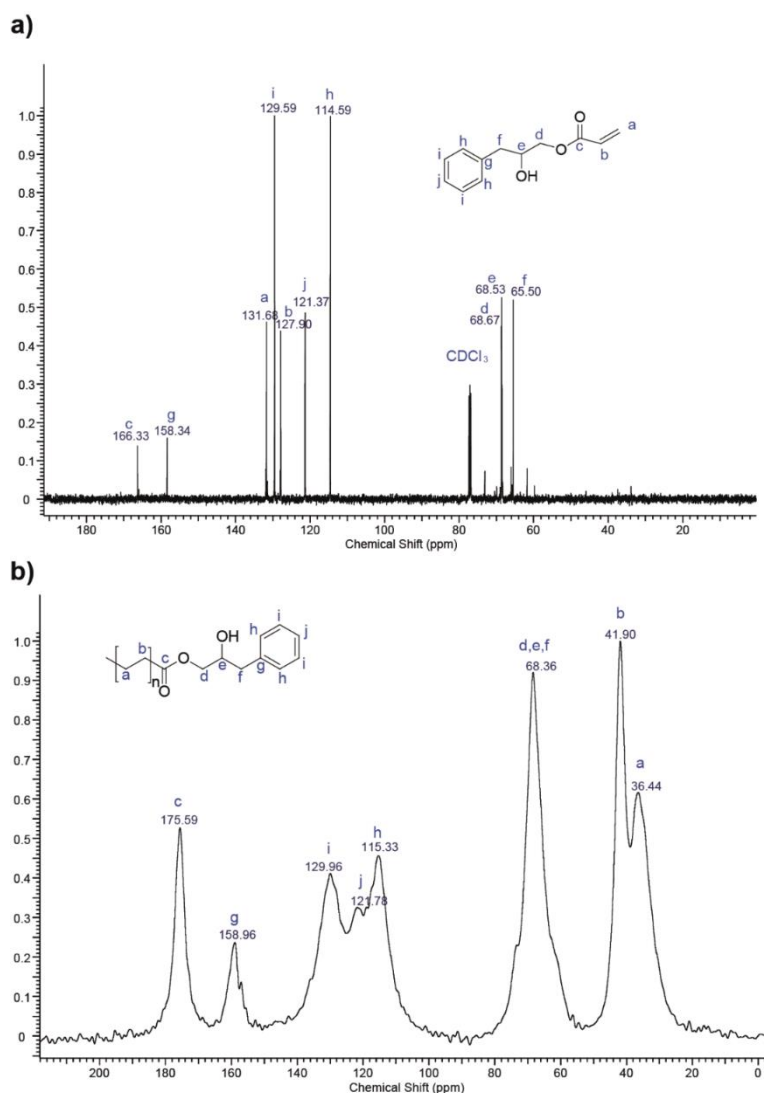 a)
i
129.59
h
114.59
1.0
0.9
0.8
0.7
0.6
0.5
0.4
0.3
0.2
0.1
0
O
a
d
f
c
e
b
O
h
i
g
OH
j
h
i
a
131.68
b
127.90
j
121.37
e
68.53
d
68.67
f
65.50
CDCl3
c
166.33
g
158.34
180 160 140 120 100 80 60 40 20
Chemical Shift (ppm)
b)
b
41.90
1.0
0.9
0.8
0.7
0.6
0.5
0.4
0.3
0.2
0.1
0
i
OH
h
j
b
O
c
e
g
i
n
d
f
h
a
O
d,e,f
68.36
a
36.44
c
175.59
i
129.96
h
115.33
j
121.78
g
158.96
200 180 160 140 120 100 80 60 40 20 0
Chemical Shift (ppm)